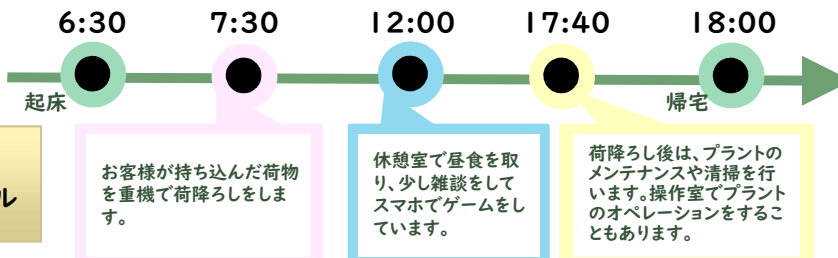 6:30
7:30
12:00
17:40
18:00
起床
帰宅
ル
お客様が持ち込んだ荷物
を重機で荷降ろしをしま
す。
休憩室で昼食を取
り、少し雑談をして
スマホでゲームをし
ています。
荷降ろし後は、プラントの
メンテナンスや清掃を行
います。操作室でプラント
のオペレーションをするこ
ともあります。